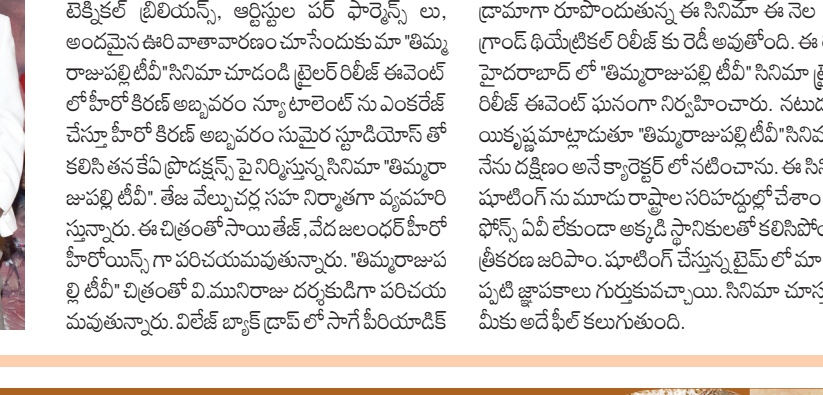 టెక్నికల్ బ్రిలియన్స్, ఆర్టిస్టుల పర్ ఫార్మెన్స్ లు,
అందమైన ఊరి వాతావారణం చూసేందుకు మా "తిమ్మ
రాజుపల్లి టీవీ" సినిమా చూడండి ట్రైలర్ రిలీజ్ ఈవెంట్
లో హీరో కిరణ్ అబ్బవరం న్యూ టాలెంట్ ను ఎంకరేజ్
చేస్తూ హీరో కిరణ్ అబ్బవరం సుమైర స్టూడియోస్ తో
కలిసి తన కేఏ ప్రొడక్షన్స్ పై నిర్మిస్తున్న సినిమా "తిమ్మరా
జుపల్లి టీవీ". తేజ వేల్పుచర్ల సహ నిర్మాతగా వ్యవహరి
స్తున్నారు. ఈ చిత్రంతో సాయి తేజ్, వేద జలంధర్ హీరో
హీరోయిన్స్ గా పరిచయమవుతున్నారు. "తిమ్మరాజుప
ల్లి టీవీ" చిత్రంతో వి.మునిరాజు దర్శకుడిగా పరిచయ
మవుతున్నారు. విలేజ్ బ్యాక్ డ్రాప్ లో సాగే పీరియాడిక్
డ్రామాగా రూపొందుతున్న ఈ సినిమా ఈ నెల
గ్రాండ్ థియేట్రికల్ రిలీజ్ కు రెడీ అవుతోంది. ఈ
హైదరాబాద్ లో "తిమ్మరాజుపల్లి టీవీ" సినిమా
రిలీజ్ ఈవెంట్ ఘనంగా నిర్వహించారు. నటుడు
యికృష్ణ మాట్లాడుతూ "తిమ్మరాజుపల్లి టీవీ" సినిమా
నేను దక్షిణం అనే క్యారెక్టర్ లో నటించాను. ఈ సిని
షూటింగ్ ను మూడు రాష్ట్రాల సరిహద్దుల్లో చేశాం
ఫోన్స్ ఏవీ లేకుండా అక్కడి స్థానికులతో కలిసిపోం
త్రీకరణ జరిపాం. షూటింగ్ చేస్తున్న టైమ్ లో మా
ప్పటి జ్ఞాపకాలు గుర్తుకువచ్చాయి. సినిమా చూస్త
మీకు అదే ఫీల్ కలుగుతుంది.